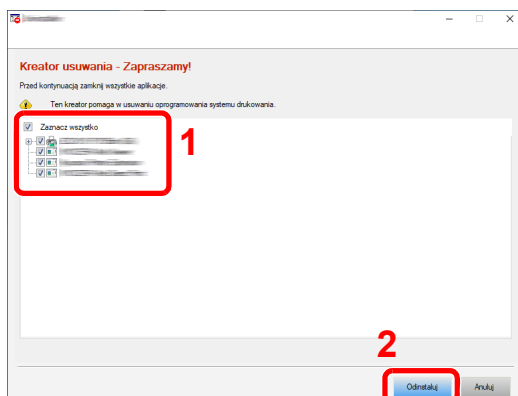 Kreator usuwania - Zapraszamy!
Przed kontynuacją zamknij wszystkie aplikacje.
Ten kreator pomaga w usuwaniu oprogramowania systemu drukowania.
Zaznacz wszystko
1
2
Odinstaluj
Anuluj